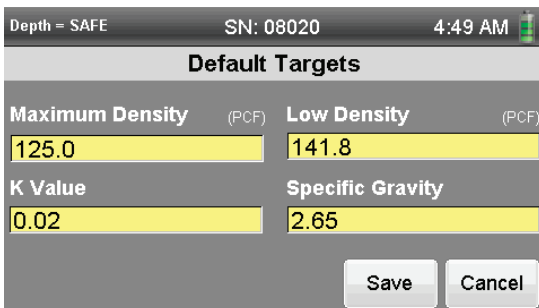 Depth = SAFE SN: 08020 4:49 AM
Default Targets
Maximum Density (PCF) Low Density (PCF)
125.0 141.8
K Value Specific Gravity
0.02 2.65
Save Cancel